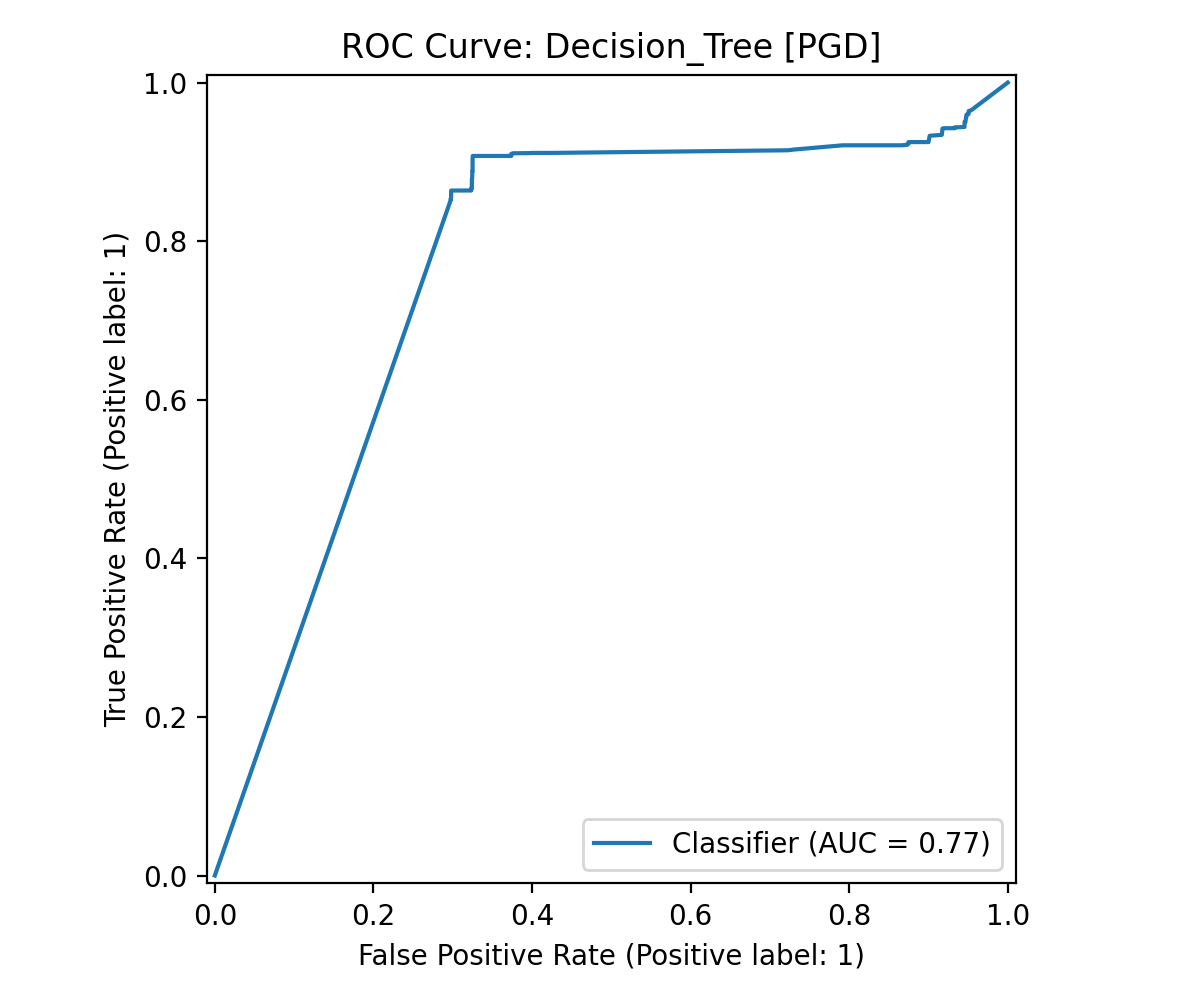 ROC Curve: Decision_Tree [PGD]
True Positive Rate (Positive label: 1)
1.0
0.8
0.6
0.4
0.2
0.0
Classifier (AUC = 0.77)
0.0 0.2 0.4 0.6 0.8 1.0
False Positive Rate (Positive label: 1)